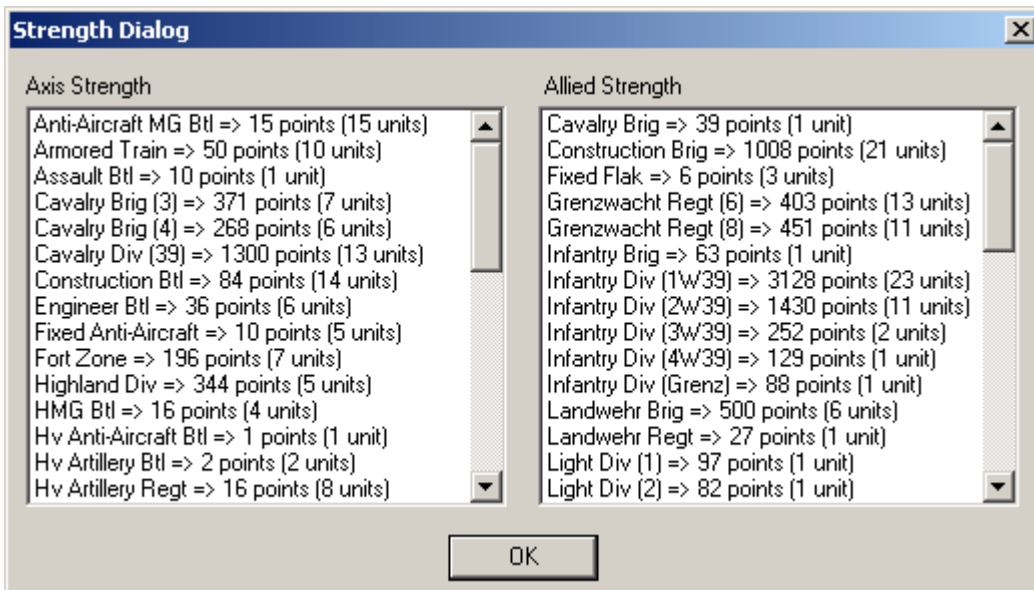 Strength Dialog
Axis Strength
Anti-Aircraft MG Btl => 15 points (15 units)
Armored Train => 50 points (10 units)
Assault Btl => 10 points (1 unit)
Cavalry Brig (3) => 371 points (7 units)
Cavalry Brig (4) => 268 points (6 units)
Cavalry Div (39) => 1300 points (13 units)
Construction Btl => 84 points (14 units)
Engineer Btl => 36 points (6 units)
Fixed Anti-Aircraft => 10 points (5 units)
Fort Zone => 196 points (7 units)
Highland Div => 344 points (5 units)
HMG Btl => 16 points (4 units)
Hv Anti-Aircraft Btl => 1 points (1 unit)
Hv Artillery Btl => 2 points (2 units)
Hv Artillery Regt => 16 points (8 units)
Allied Strength
Cavalry Brig => 39 points (1 unit)
Construction Brig => 1008 points (21 units)
Fixed Flak => 6 points (3 units)
Grenzwacht Regt (6) => 403 points (13 units)
Grenzwacht Regt (8) => 451 points (11 units)
Infantry Brig => 63 points (1 unit)
Infantry Div (1W39) => 3128 points (23 units)
Infantry Div (2W39) => 1430 points (11 units)
Infantry Div (3W39) => 252 points (2 units)
Infantry Div (4W39) => 129 points (1 unit)
Infantry Div (Grenz) => 88 points (1 unit)
Landwehr Brig => 500 points (6 units)
Landwehr Regt => 27 points (1 unit)
Light Div (1) => 97 points (1 unit)
Light Div (2) => 82 points (1 unit)
OK